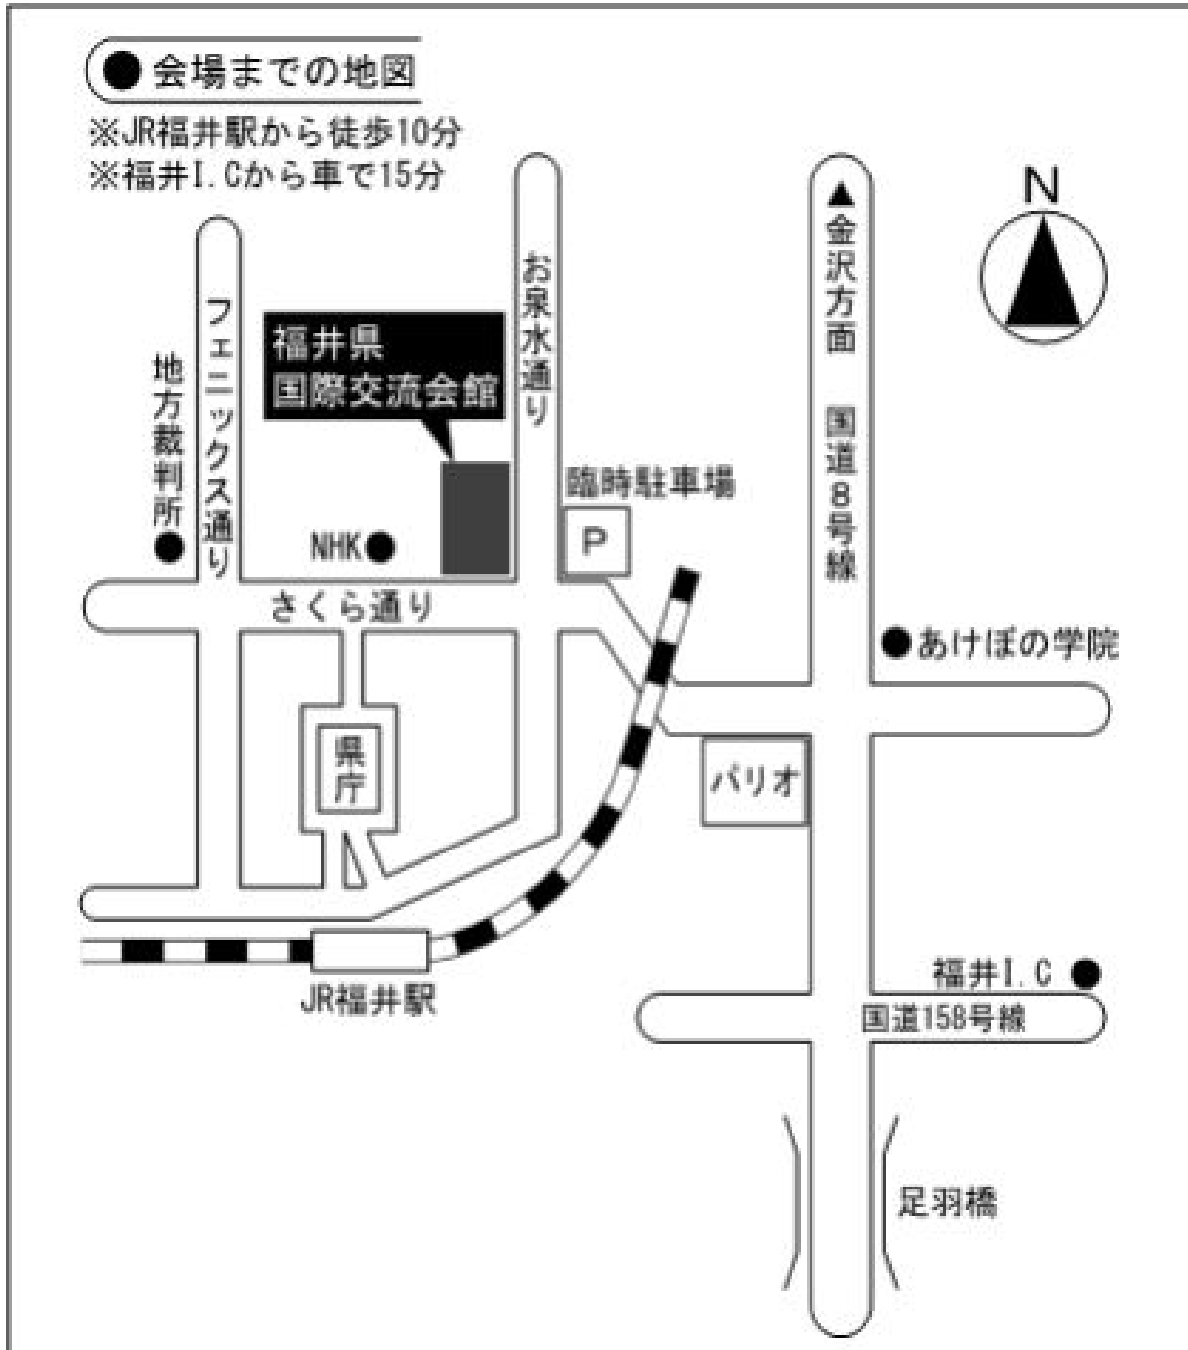 ●会場までの地図
※JR福井駅から徒歩10分
※福井I.Cから車で15分
N
▲金沢方面 国道8号線
お泉水通り
フェニックス通り
福井県
国際交流会館
地方裁判所
臨時駐車場
P
NHK
さくら通り
あけぼの学院
県庁
パリオ
福井I.C
JR福井駅
国道158号線
足羽橋